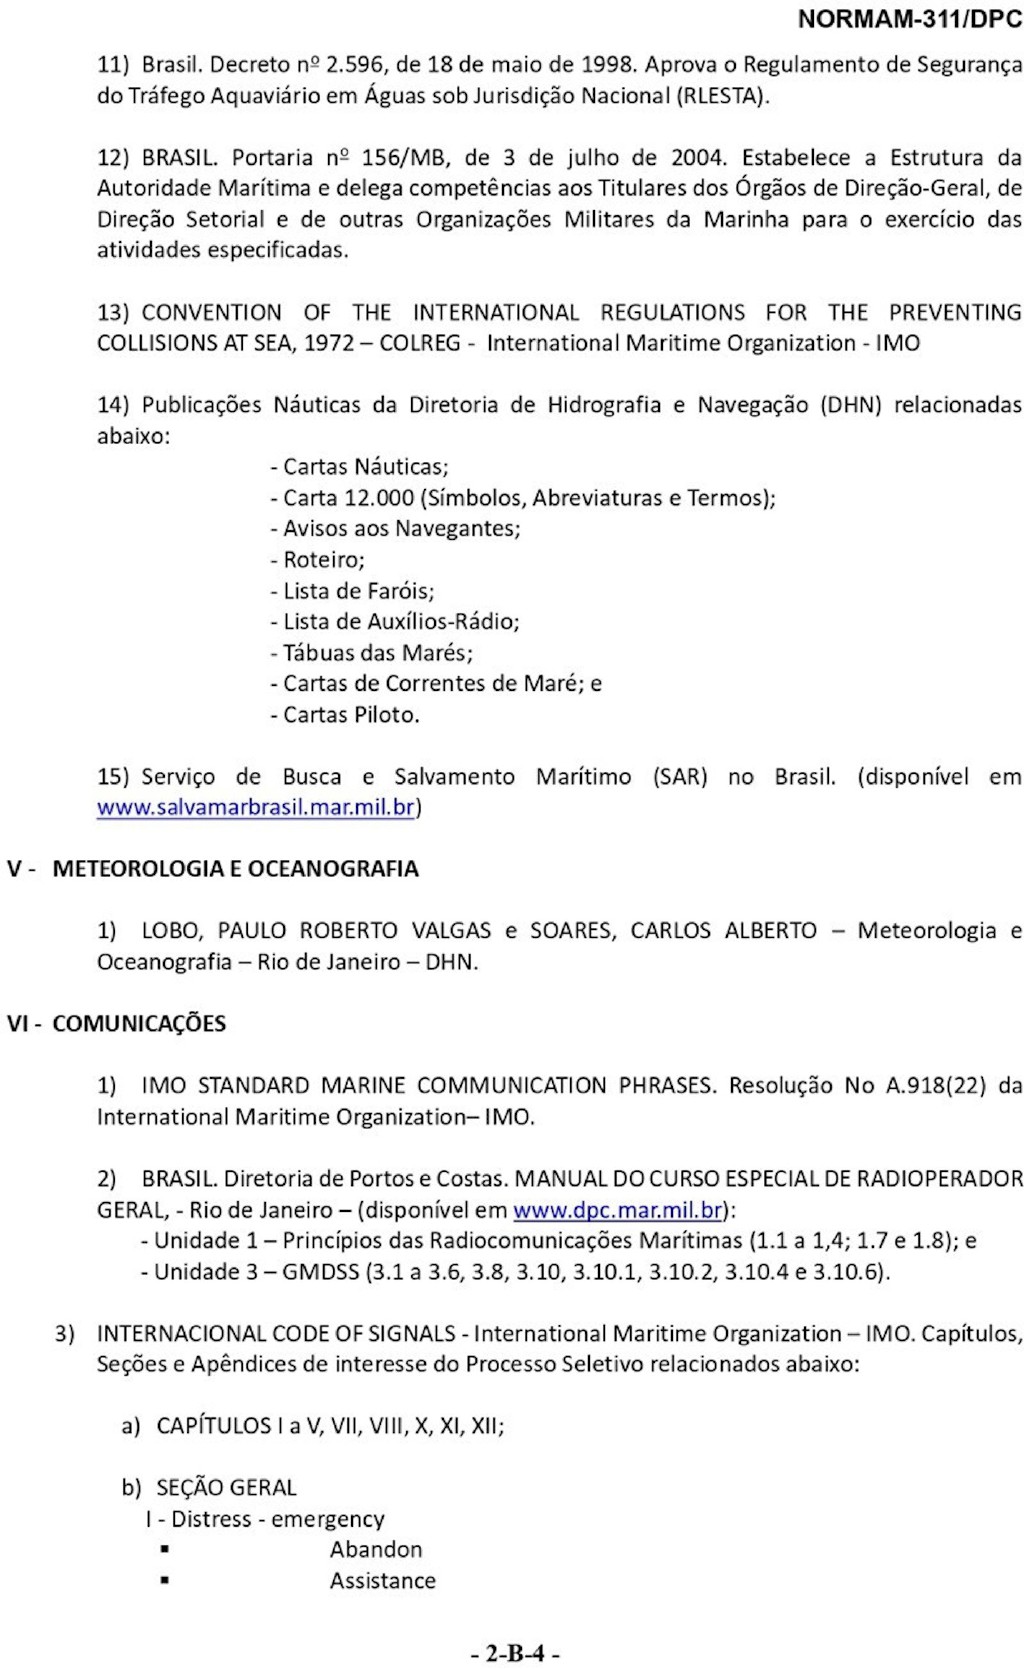 NORMAM-311/DPC
11) Brasil. Decreto nº 2.596, de 18 de maio de 1998. Aprova o Regulamento de Segurança
do Tráfego Aquaviário em Águas sob Jurisdição Nacional (RLESTA).
12) BRASIL. Portaria nº 156/MB, de 3 de julho de 2004. Estabelece a Estrutura da
Autoridade Marítima e delega competências aos Titulares dos Órgãos de Direção-Geral, de
Direção Setorial e de outras Organizações Militares da Marinha para o exercício das
atividades especificadas.
13) CONVENTION OF THE INTERNATIONAL REGULATIONS FOR THE PREVENTING
COLLISIONS AT SEA, 1972 – COLREG - International Maritime Organization - IMO
14) Publicações Náuticas da Diretoria de Hidrografia e Navegação (DHN) relacionadas
abaixo:
- Cartas Náuticas;
- Carta 12.000 (Símbolos, Abreviaturas e Termos);
- Avisos aos Navegantes;
- Roteiro;
- Lista de Faróis;
- Lista de Auxílios-Rádio;
- Tábuas das Marés;
- Cartas de Correntes de Maré; e
- Cartas Piloto.
15) Serviço de Busca e Salvamento Marítimo (SAR) no Brasil. (disponível em
www.salvamarbrasil.mar.mil.br)
V - METEOROLOGIA E OCEANOGRAFIA
1) LOBO, PAULO ROBERTO VALGAS e SOARES, CARLOS ALBERTO – Meteorologia e
Oceanografia – Rio de Janeiro – DHN.
VI - COMUNICAÇÕES
1) IMO STANDARD MARINE COMMUNICATION PHRASES. Resolução No A.918(22) da
International Maritime Organization– IMO.
2) BRASIL. Diretoria de Portos e Costas. MANUAL DO CURSO ESPECIAL DE RADIOPERADOR
GERAL, - Rio de Janeiro – (disponível em www.dpc.mar.mil.br):
- Unidade 1 – Princípios das Radiocomunicações Marítimas (1.1 a 1,4; 1.7 e 1.8); e
- Unidade 3 – GMDSS (3.1 a 3.6, 3.8, 3.10, 3.10.1, 3.10.2, 3.10.4 e 3.10.6).
3) INTERNACIONAL CODE OF SIGNALS - International Maritime Organization – IMO. Capítulos,
Seções e Apêndices de interesse do Processo Seletivo relacionados abaixo:
a) CAPÍTULOS I a V, VII, VIII, X, XI, XII;
b) SEÇÃO GERAL
I - Distress - emergency
▪ Abandon
▪ Assistance
- 2-B-4 -